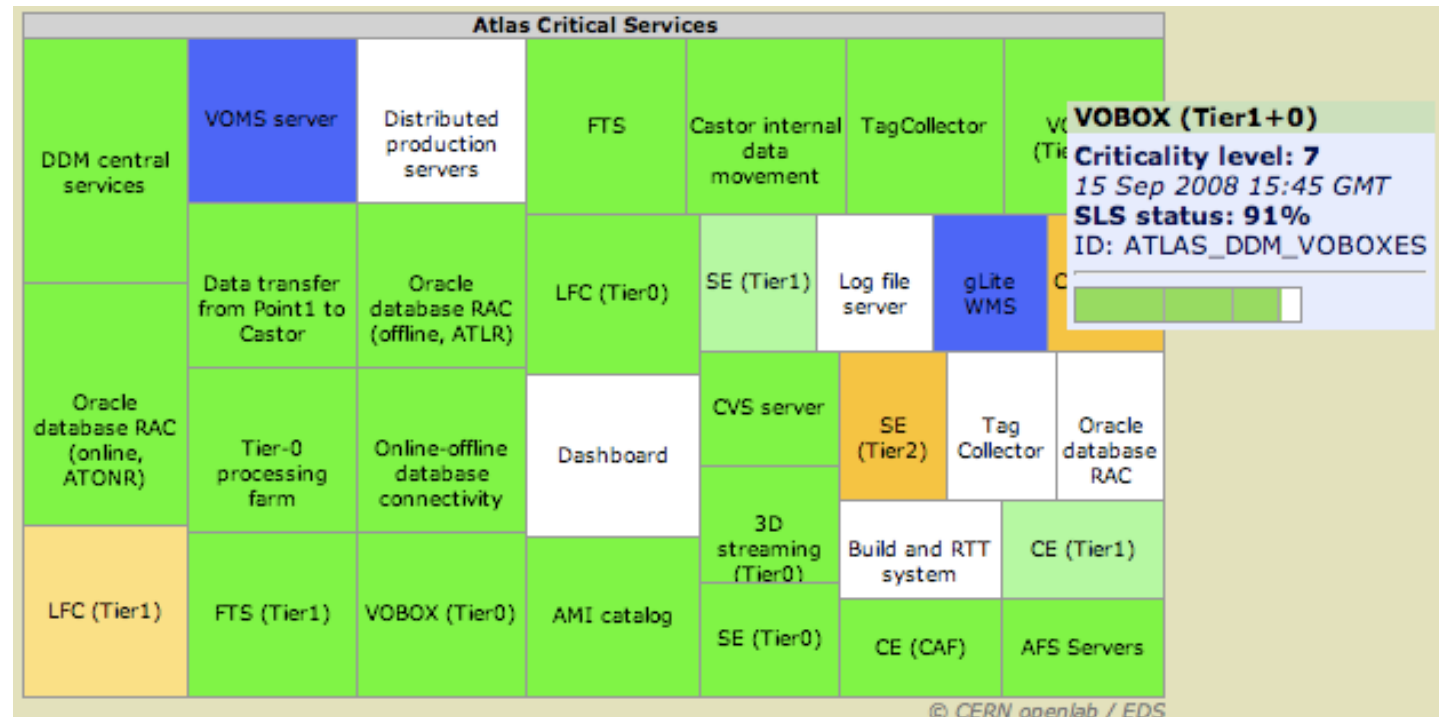 Atlas Critical Services
DDM central
services
VOMS server
Distributed
production
servers
FTS
Castor internal
data
movement
TagCollector
VOBOX (Tier1+0)
Criticality level: 7
15 Sep 2008 15:45 GMT
SLS status: 91%
ID: ATLAS_DDM_VOBOXES
Oracle
database RAC
(online,
ATONR)
Data transfer
from Point1 to
Castor
Oracle
database RAC
(offline, ATLR)
LFC (Tier0)
SE (Tier1)
Log file
server
gLite
WMS
Tier-0
processing
farm
Online-offline
database
connectivity
Dashboard
CVS server
SE
(Tier2)
Tag
Collector
Oracle
database
RAC
3D
streaming
(Tier0)
Build and RTT
system
CE (Tier1)
LFC (Tier1)
FTS (Tier1)
VOBOX (Tier0)
AMI catalog
SE (Tier0)
CE (CAF)
AFS Servers
© CERN openlab / EDS